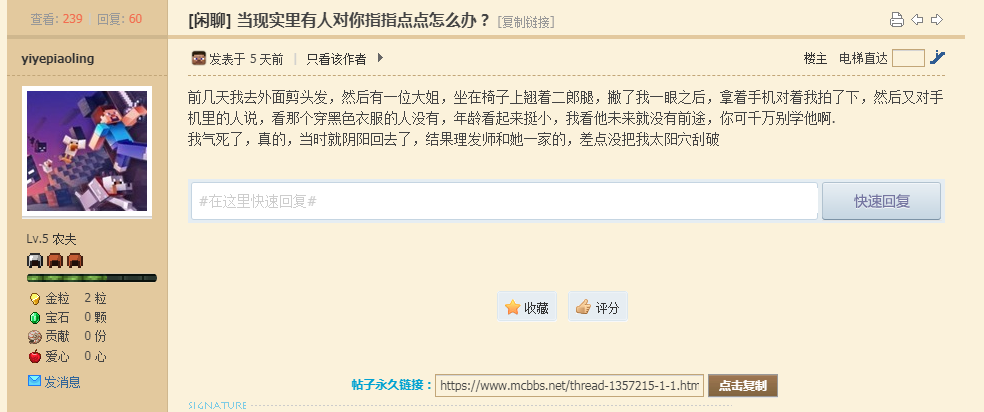 查看: 239 回复: 60
[闲聊] 当现实里有人对你指指点点怎么办？ [复制链接]
yiyepiaoling
发表于 5 天前 | 只看该作者
楼主 电梯直达
前几天我去外面剪头发，然后有一位大姐，坐在椅子上翘着二郎腿，撇了我一眼之后，拿着手机对着我拍了下，然后又对手
机里的人说，看那个穿黑色衣服的人没有，年龄看起来挺小，我看他未来就没有前途，你可千万别学他啊.
我气死了，真的，当时就阴阳回去了，结果理发师和她一家的，差点没把我太阳穴刮破
#在这里快速回复#
快速回复
Lv.5 农夫
金粒 2 粒
宝石 0 颗
贡献 0 份
爱心 0 心
发消息
收藏 评分
帖子永久链接： https://www.mcbbs.net/thread-1357215-1-1.htm 点击复制
SIGNATURE